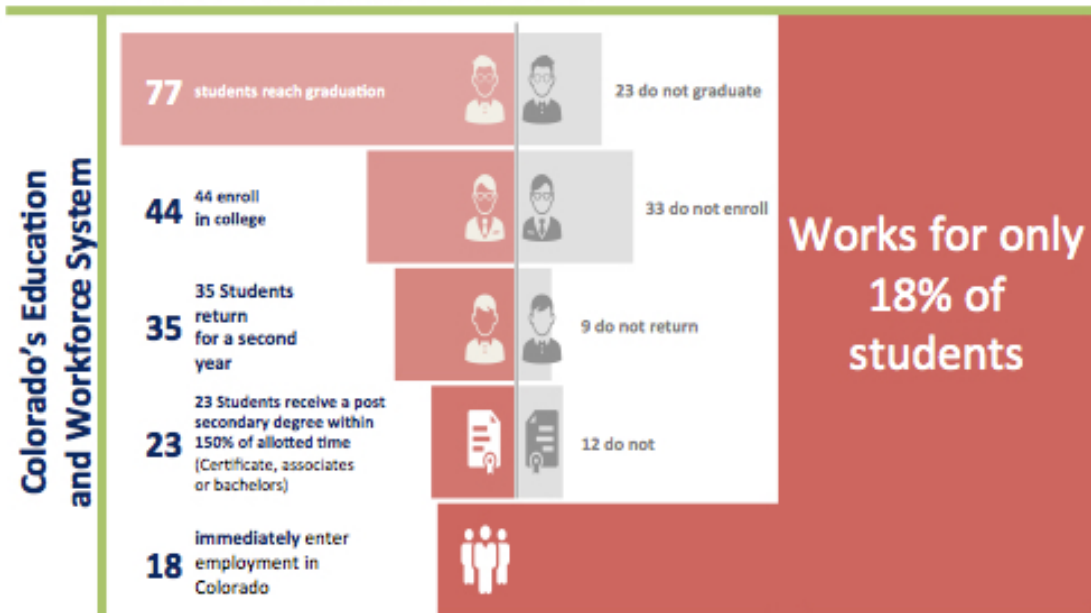 Colorado's Education
and Workforce System
77 students reach graduation
23 do not graduate
44 44 enroll
in college
33 do not enroll
35 35 Students
return
for a second
year
9 do not return
23 23 Students receive a post
secondary degree within
150% of allotted time
(Certificate, associates
or bachelors)
12 do not
18 immediately enter
employment in
Colorado
Works for only
18% of
students